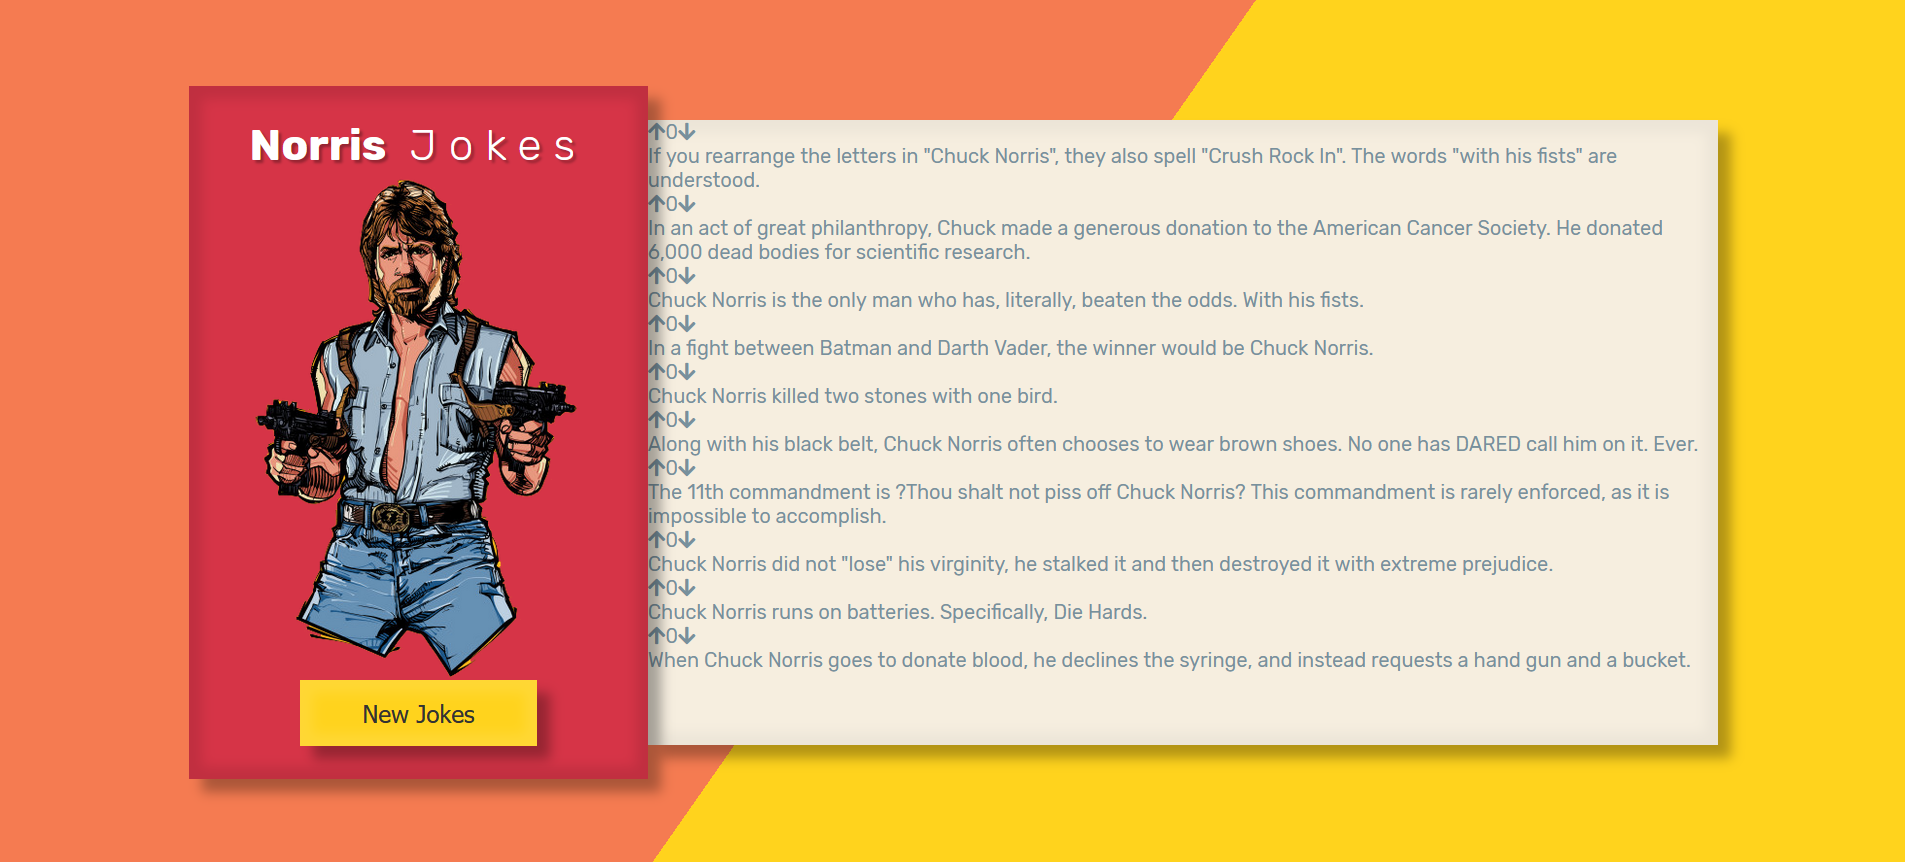 Norris Jokes
↑0↓
If you rearrange the letters in "Chuck Norris", they also spell "Crush Rock In". The words "with his fists" are
understood.
↑0↓
In an act of great philanthropy, Chuck made a generous donation to the American Cancer Society. He donated
6,000 dead bodies for scientific research.
↑0↓
Chuck Norris is the only man who has, literally, beaten the odds. With his fists.
↑0↓
In a fight between Batman and Darth Vader, the winner would be Chuck Norris.
↑0↓
Chuck Norris killed two stones with one bird.
↑0↓
Along with his black belt, Chuck Norris often chooses to wear brown shoes. No one has DARED call him on it. Ever.
↑0↓
The 11th commandment is ?Thou shalt not piss off Chuck Norris? This commandment is rarely enforced, as it is
impossible to accomplish.
↑0↓
Chuck Norris did not "lose" his virginity, he stalked it and then destroyed it with extreme prejudice.
↑0↓
Chuck Norris runs on batteries. Specifically, Die Hards.
↑0↓
When Chuck Norris goes to donate blood, he declines the syringe, and instead requests a hand gun and a bucket.
New Jokes